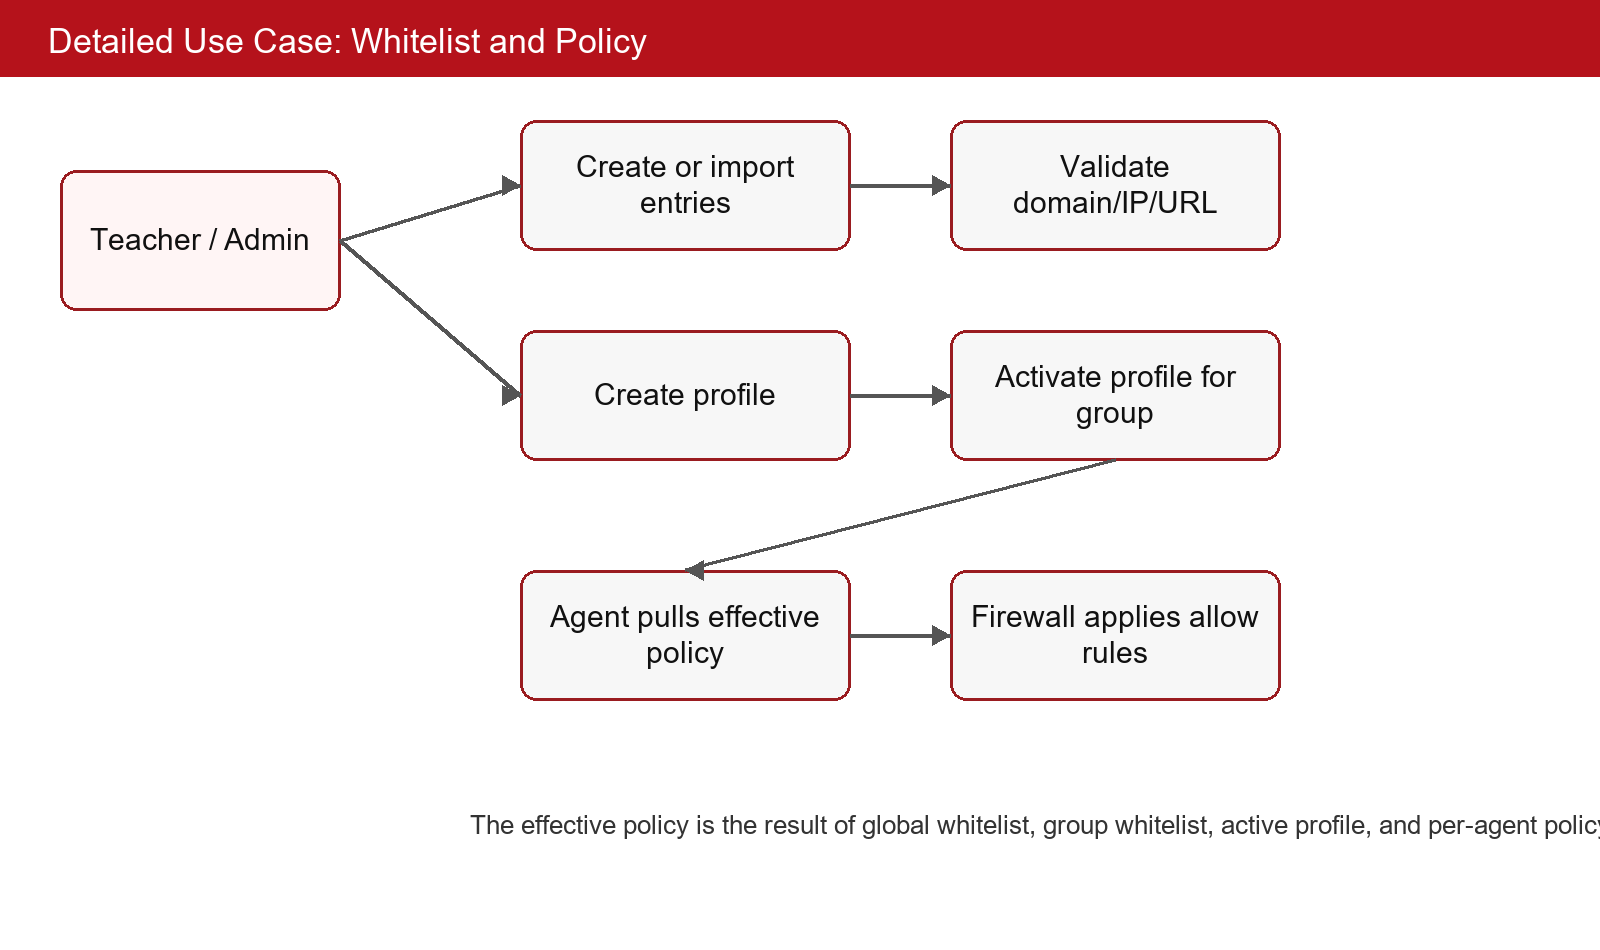 Detailed Use Case: Whitelist and Policy
Teacher / Admin
Create or import
entries
Validate
domain/IP/URL
Create profile
Activate profile for
group
Agent pulls effective
policy
Firewall applies allow
rules
The effective policy is the result of global whitelist, group whitelist, active profile, and per-agent policy